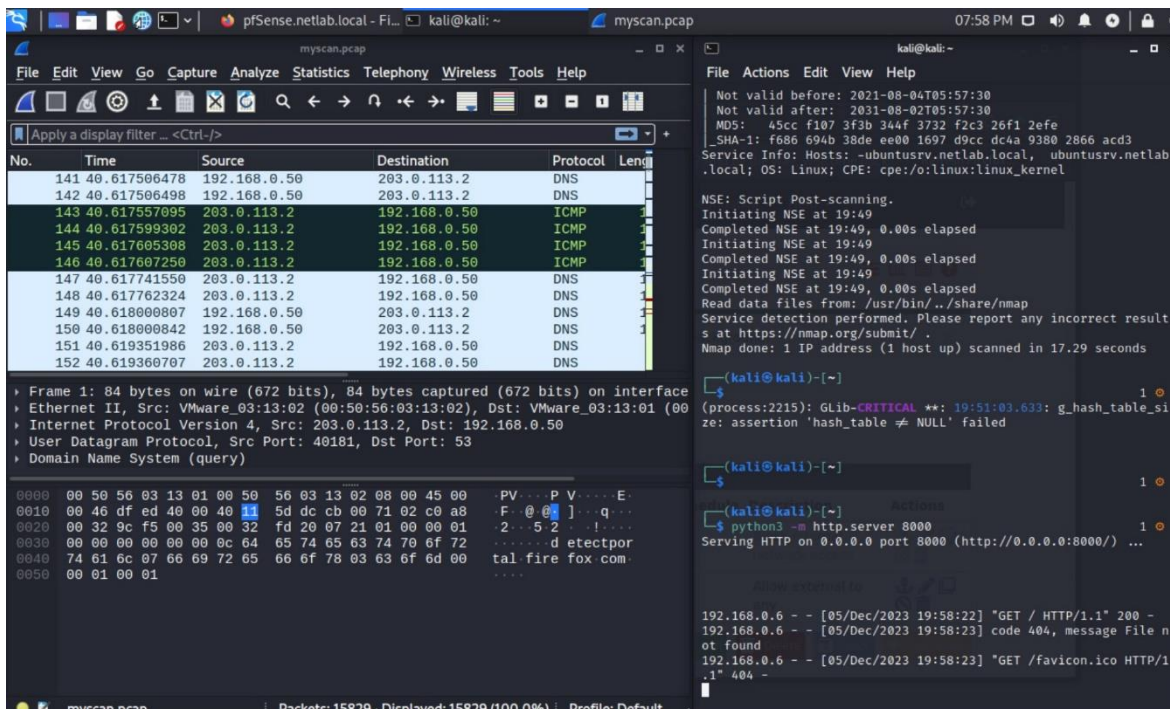 pfSense.netlab.local - Fi...
kali@kali: ~
myscan.pcap
07:58 PM
myscan.pcap
File Edit View Go Capture Analyze Statistics Telephony Wireless Tools Help
Apply a display filter ... <Ctrl-/>
No. Time Source Destination Protocol Leng
141 40.617506478 192.168.0.50 203.0.113.2 DNS
142 40.617506498 192.168.0.50 203.0.113.2 DNS
143 40.617557095 203.0.113.2 192.168.0.50 ICMP 1
144 40.617599302 203.0.113.2 192.168.0.50 ICMP 1
145 40.617605308 203.0.113.2 192.168.0.50 ICMP 1
146 40.617607250 203.0.113.2 192.168.0.50 ICMP 1
147 40.617741550 203.0.113.2 192.168.0.50 DNS 1
148 40.617762324 203.0.113.2 192.168.0.50 DNS 1
149 40.618000807 192.168.0.50 203.0.113.2 DNS 1
150 40.618000842 192.168.0.50 203.0.113.2 DNS 1
151 40.619351986 203.0.113.2 192.168.0.50 DNS
152 40.619360707 203.0.113.2 192.168.0.50 DNS
Frame 1: 84 bytes on wire (672 bits), 84 bytes captured (672 bits) on interface
Ethernet II, Src: VMware_03:13:02 (00:50:56:03:13:02), Dst: VMware_03:13:01 (00
Internet Protocol Version 4, Src: 203.0.113.2, Dst: 192.168.0.50
User Datagram Protocol, Src Port: 40181, Dst Port: 53
Domain Name System (query)
0000 00 50 56 03 13 01 00 50 56 03 13 02 08 00 45 00 ·PV····P V·····E·
0010 00 46 df ed 40 00 40 11 5d dc cb 00 71 02 c0 a8 ·F··@·@· ]···q···
0020 00 32 9c f5 00 35 00 32 fd 20 07 21 01 00 00 01 ·2···5·2 · ·!····
0030 00 00 00 00 00 00 0c 64 65 74 65 63 74 70 6f 72 ·······d etectpor
0040 74 61 6c 07 66 69 72 65 66 6f 78 03 63 6f 6d 00 tal·fire fox·com·
0050 00 01 00 01 ····
myscan.pcap
Packets: 15829 · Displayed: 15829 (100.0%)
Profile: Default
kali@kali: ~
File Actions Edit View Help
| Not valid before: 2021-08-04T05:57:30
| Not valid after: 2031-08-02T05:57:30
| MD5: 45cc f107 3f3b 344f 3732 f2c3 26f1 2efe
|_SHA-1: f686 694b 38de ee00 1697 d9cc dc4a 9380 2866 acd3
Service Info: Hosts: -ubuntusrv.netlab.local, ubuntusrv.netlab
.local; OS: Linux; CPE: cpe:/o:linux:linux_kernel
NSE: Script Post-scanning.
Initiating NSE at 19:49
Completed NSE at 19:49, 0.00s elapsed
Initiating NSE at 19:49
Completed NSE at 19:49, 0.00s elapsed
Initiating NSE at 19:49
Completed NSE at 19:49, 0.00s elapsed
Read data files from: /usr/bin/../share/nmap
Service detection performed. Please report any incorrect result
s at https://nmap.org/submit/ .
Nmap done: 1 IP address (1 host up) scanned in 17.29 seconds
(kali㉿kali)-[~]
$ 1
(process:2215): GLib-CRITICAL **: 19:51:03.633: g_hash_table_si
ze: assertion 'hash_table ≠ NULL' failed
(kali㉿kali)-[~]
$ 1
(kali㉿kali)-[~]
Actions
$ python3 -m http.server 8000 1
Serving HTTP on 0.0.0.0 port 8000 (http://0.0.0.0:8000/) ...
Allow external to
192.168.0.6 - - [05/Dec/2023 19:58:22] "GET / HTTP/1.1" 200 -
192.168.0.6 - - [05/Dec/2023 19:58:23] code 404, message File n
ot found
192.168.0.6 - - [05/Dec/2023 19:58:23] "GET /favicon.ico HTTP/1
.1" 404 -